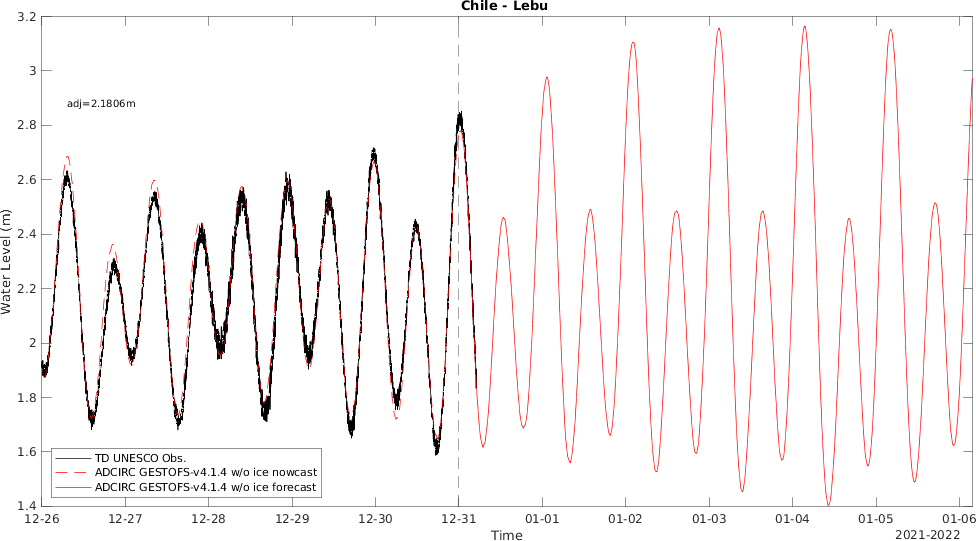 Chile - Lebu
3.2
3
2.8
2.6
2.4
2.2
2
1.8
1.6
1.4
Water Level (m)
adj=2.1806m
TD UNESCO Obs.
ADCIRC GESTOFS-v4.1.4 w/o ice nowcast
ADCIRC GESTOFS-v4.1.4 w/o ice forecast
12-26 12-27 12-28 12-29 12-30 12-31 01-01 01-02 01-03 01-04 01-05 01-06
Time
2021-2022